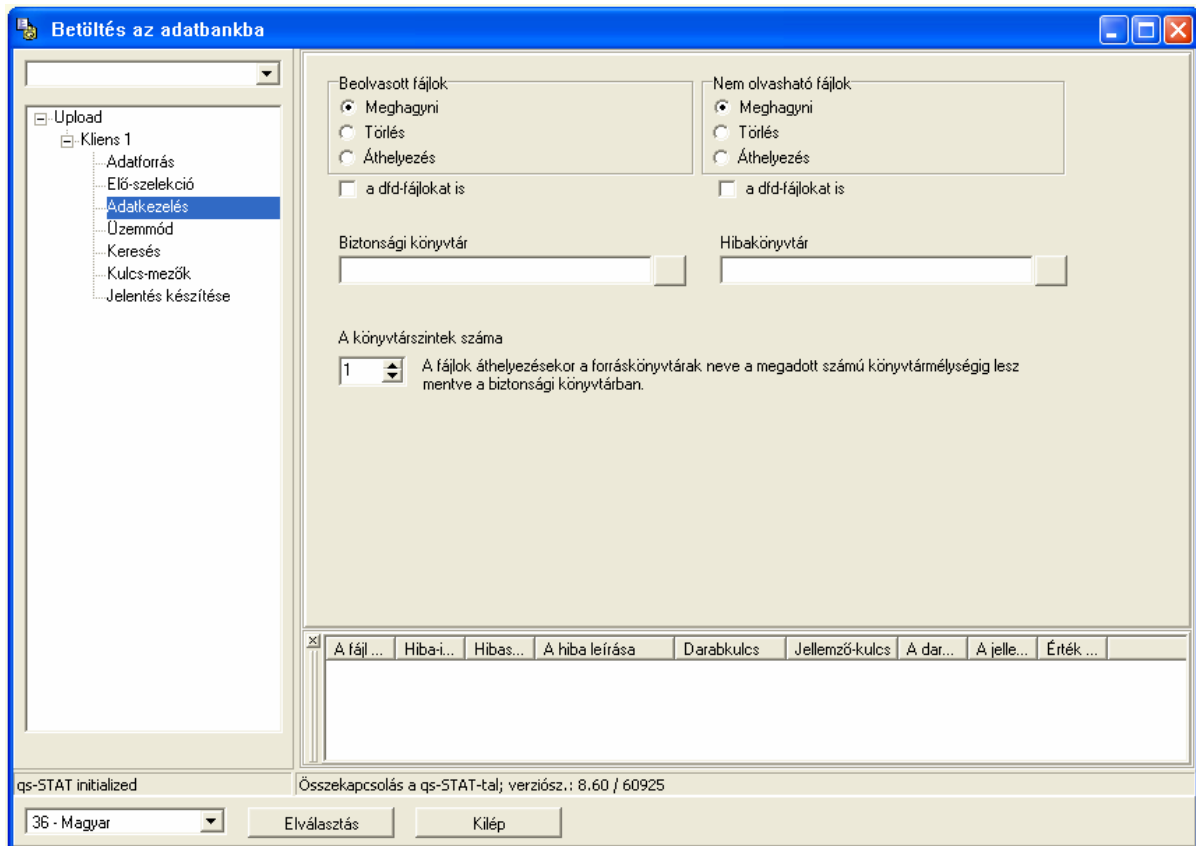 Betöltés az adatbankba
Upload
Kliens 1
Adatforrás
Elő-szelekció
Adatkezelés
Üzemmód
Keresés
Kulcs-mezők
Jelentés készítése
Beolvasott fájlok
Meghagyni
Törlés
Áthelyezés
a dfd-fájlokat is
Nem olvasható fájlok
Meghagyni
Törlés
Áthelyezés
a dfd-fájlokat is
Biztonsági könyvtár
Hibakönyvtár
A könyvtárszintek száma
1
A fájlok áthelyezésekor a forráskönyvtárak neve a megadott számú könyvtármélységig lesz
mentve a biztonsági könyvtárban.
A fájl ... Hiba-i... Hibas... A hiba leírása Darabkulcs Jellemző-kulcs A dar... A jelle... Érték ...
qs-STAT initialized
Összekapcsolás a qs-STAT-tal; verziósz.: 8.60 / 60925
36 - Magyar
Elválasztás
Kilép